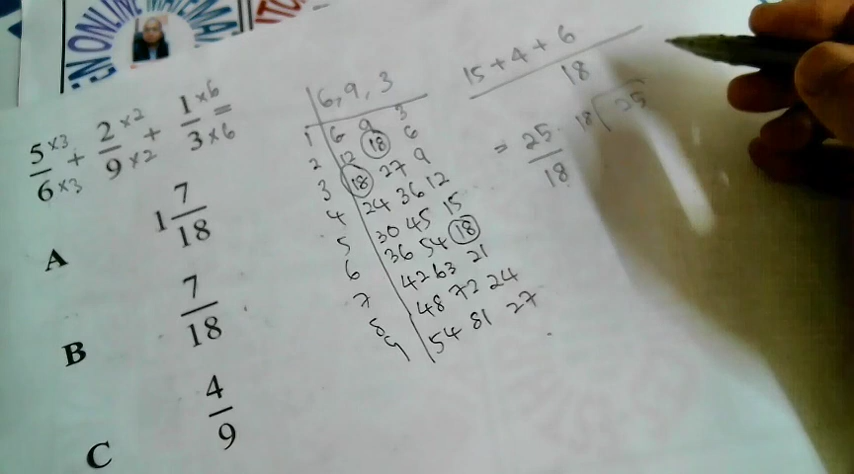 EN ONLINE MATEMA
ITO
5/6 ×3/×3 + 2/9 ×2/×2 + 1/3 ×6/×6 =
A 1 7/18
B 7/18
C 4/9
6, 9, 3
1 6 9 3
2 12 18 6
3 18 27 9
4 24 36 12
5 30 45 15
6 36 54 18
7 42 63 21
8 48 72 24
9 54 81 27
15 + 4 + 6
18
= 25/18
18 25